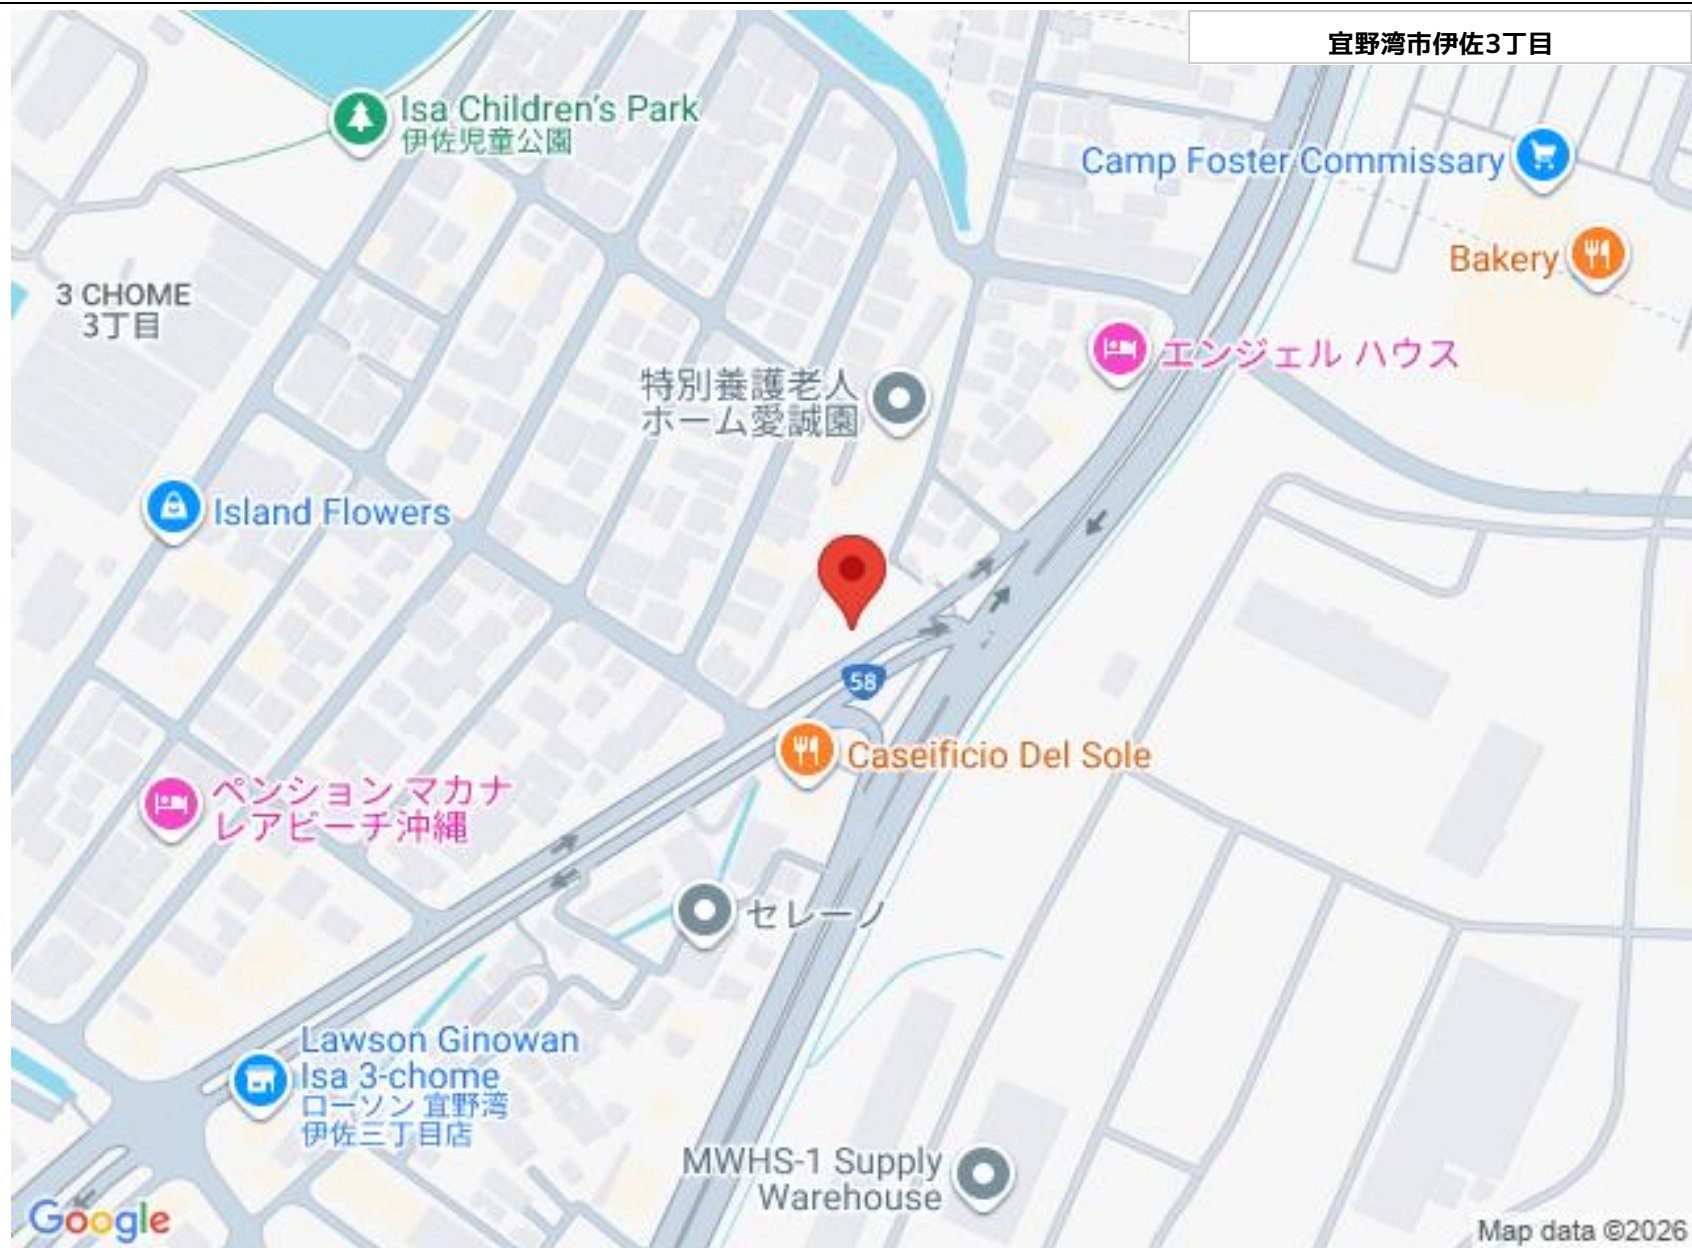 宜野湾市伊佐3丁目
Isa Children's Park
伊佐児童公園
Camp Foster Commissary
Bakery
3 CHOME
3丁目
エンジェル ハウス
特別養護老人
ホーム愛誠園
Island Flowers
58
Caseificio Del Sole
ペンション マカナ
レアビーチ沖縄
セレーノ
Lawson Ginowan
Isa 3-chome
ローソン 宜野湾
伊佐三丁目店
MWHS-1 Supply
Warehouse
Google
Map data ©2026